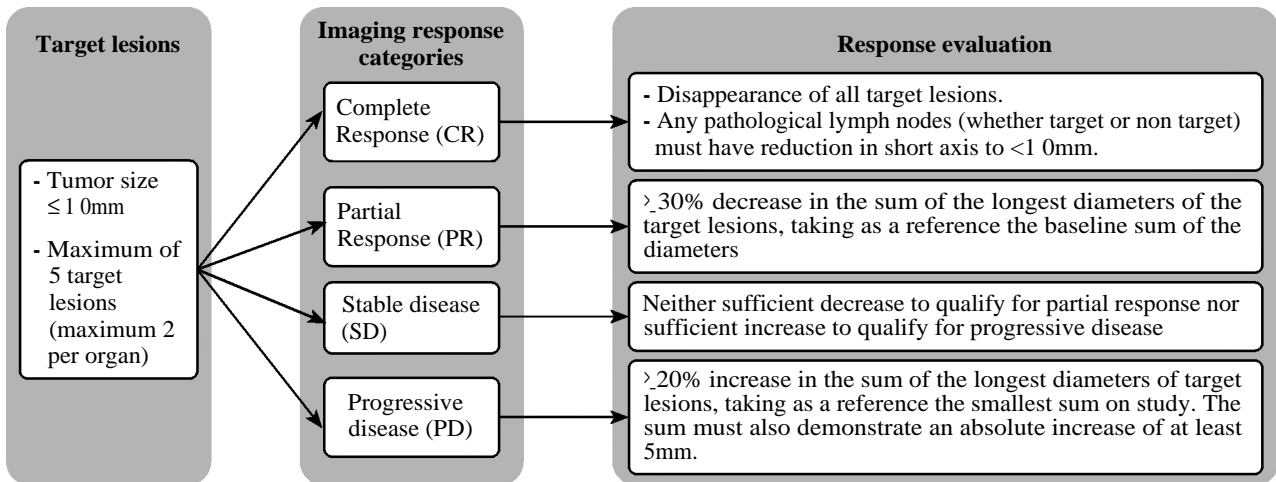 Target lesions
- Tumor size
≤1 0mm
- Maximum of
5 target
lesions
(maximum 2
per organ)
Imaging response
categories
Complete
Response (CR)
Partial
Response (PR)
Stable disease
(SD)
Progressive
disease (PD)
Response evaluation
- Disappearance of all target lesions.
- Any pathological lymph nodes (whether target or non target)
must have reduction in short axis to <1 0mm.
>_30% decrease in the sum of the longest diameters of the
target lesions, taking as a reference the baseline sum of the
diameters
Neither sufficient decrease to qualify for partial response nor
sufficient increase to qualify for progressive disease
>_20% increase in the sum of the longest diameters of target
lesions, taking as a reference the smallest sum on study. The
sum must also demonstrate an absolute increase of at least
5mm.